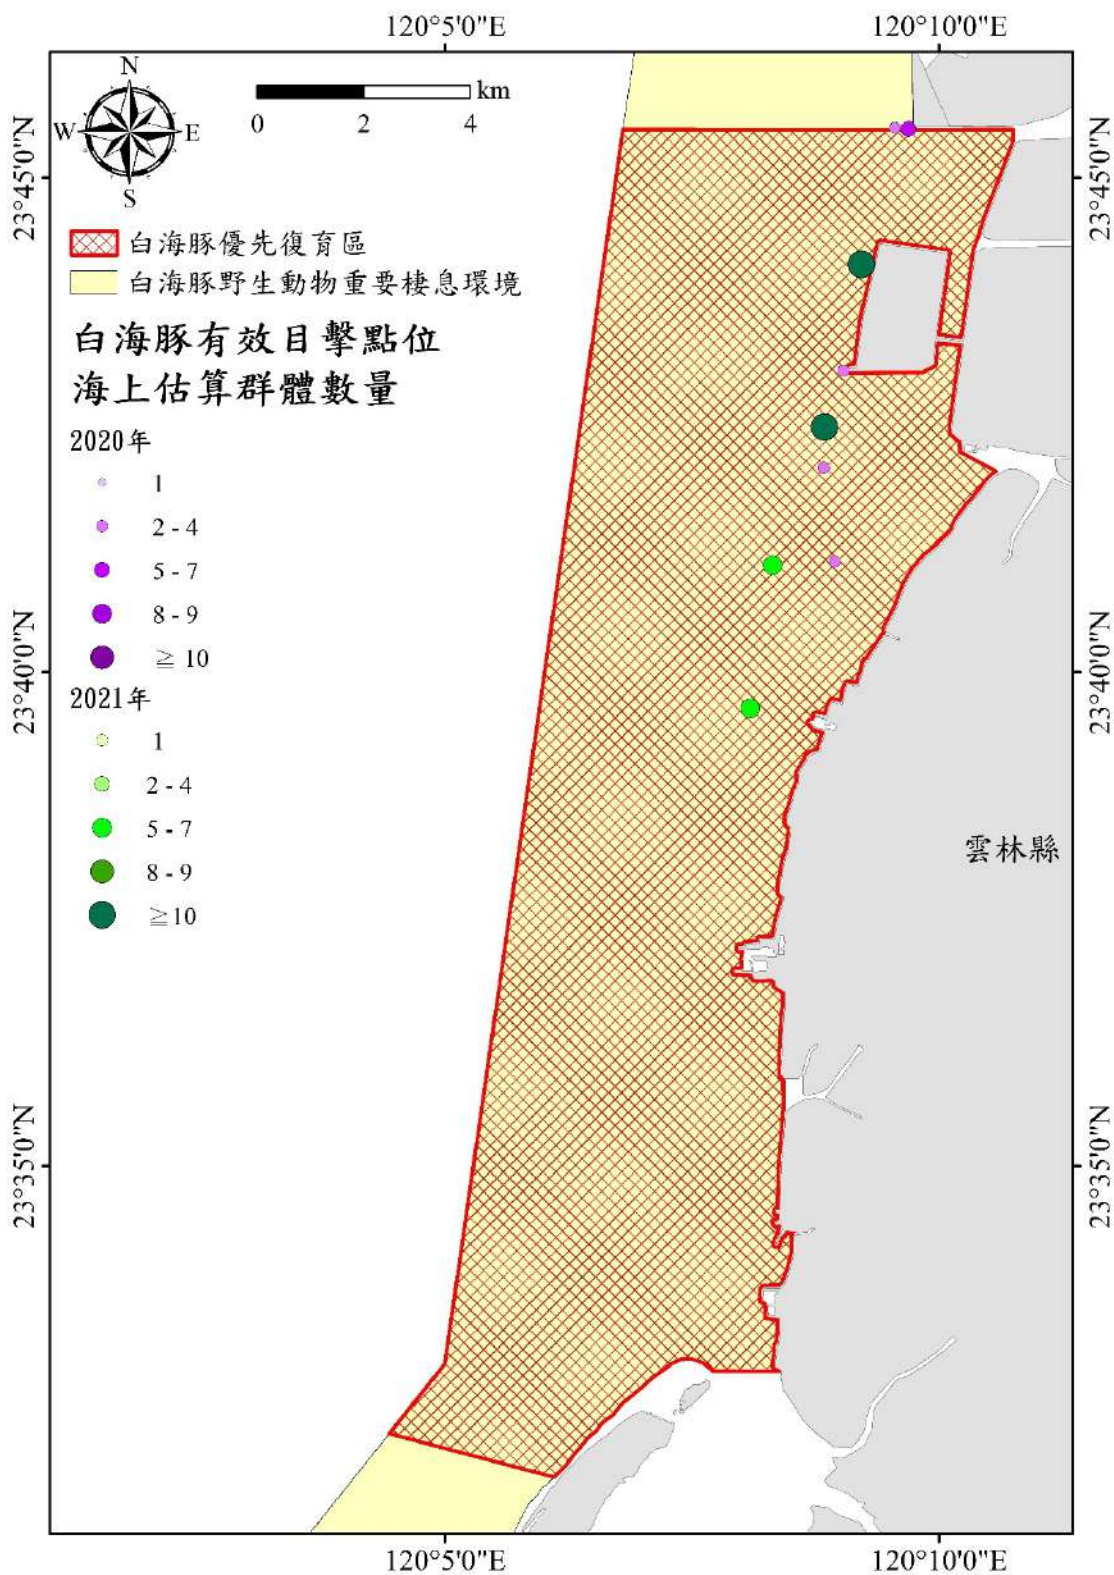 120°5'0"E
120°10'0"E
N
W
E
S
km
0
2
4
23°45'0"N
23°45'0"N
白海豚優先復育區
白海豚野生動物重要棲息環境
白海豚有效目擊點位
海上估算群體數量
2020年
1
2 - 4
5 - 7
8 - 9
≧ 10
23°40'0"N
23°40'0"N
2021年
1
2 - 4
5 - 7
8 - 9
≧10
雲林縣
23°35'0"N
23°35'0"N
120°5'0"E
120°10'0"E